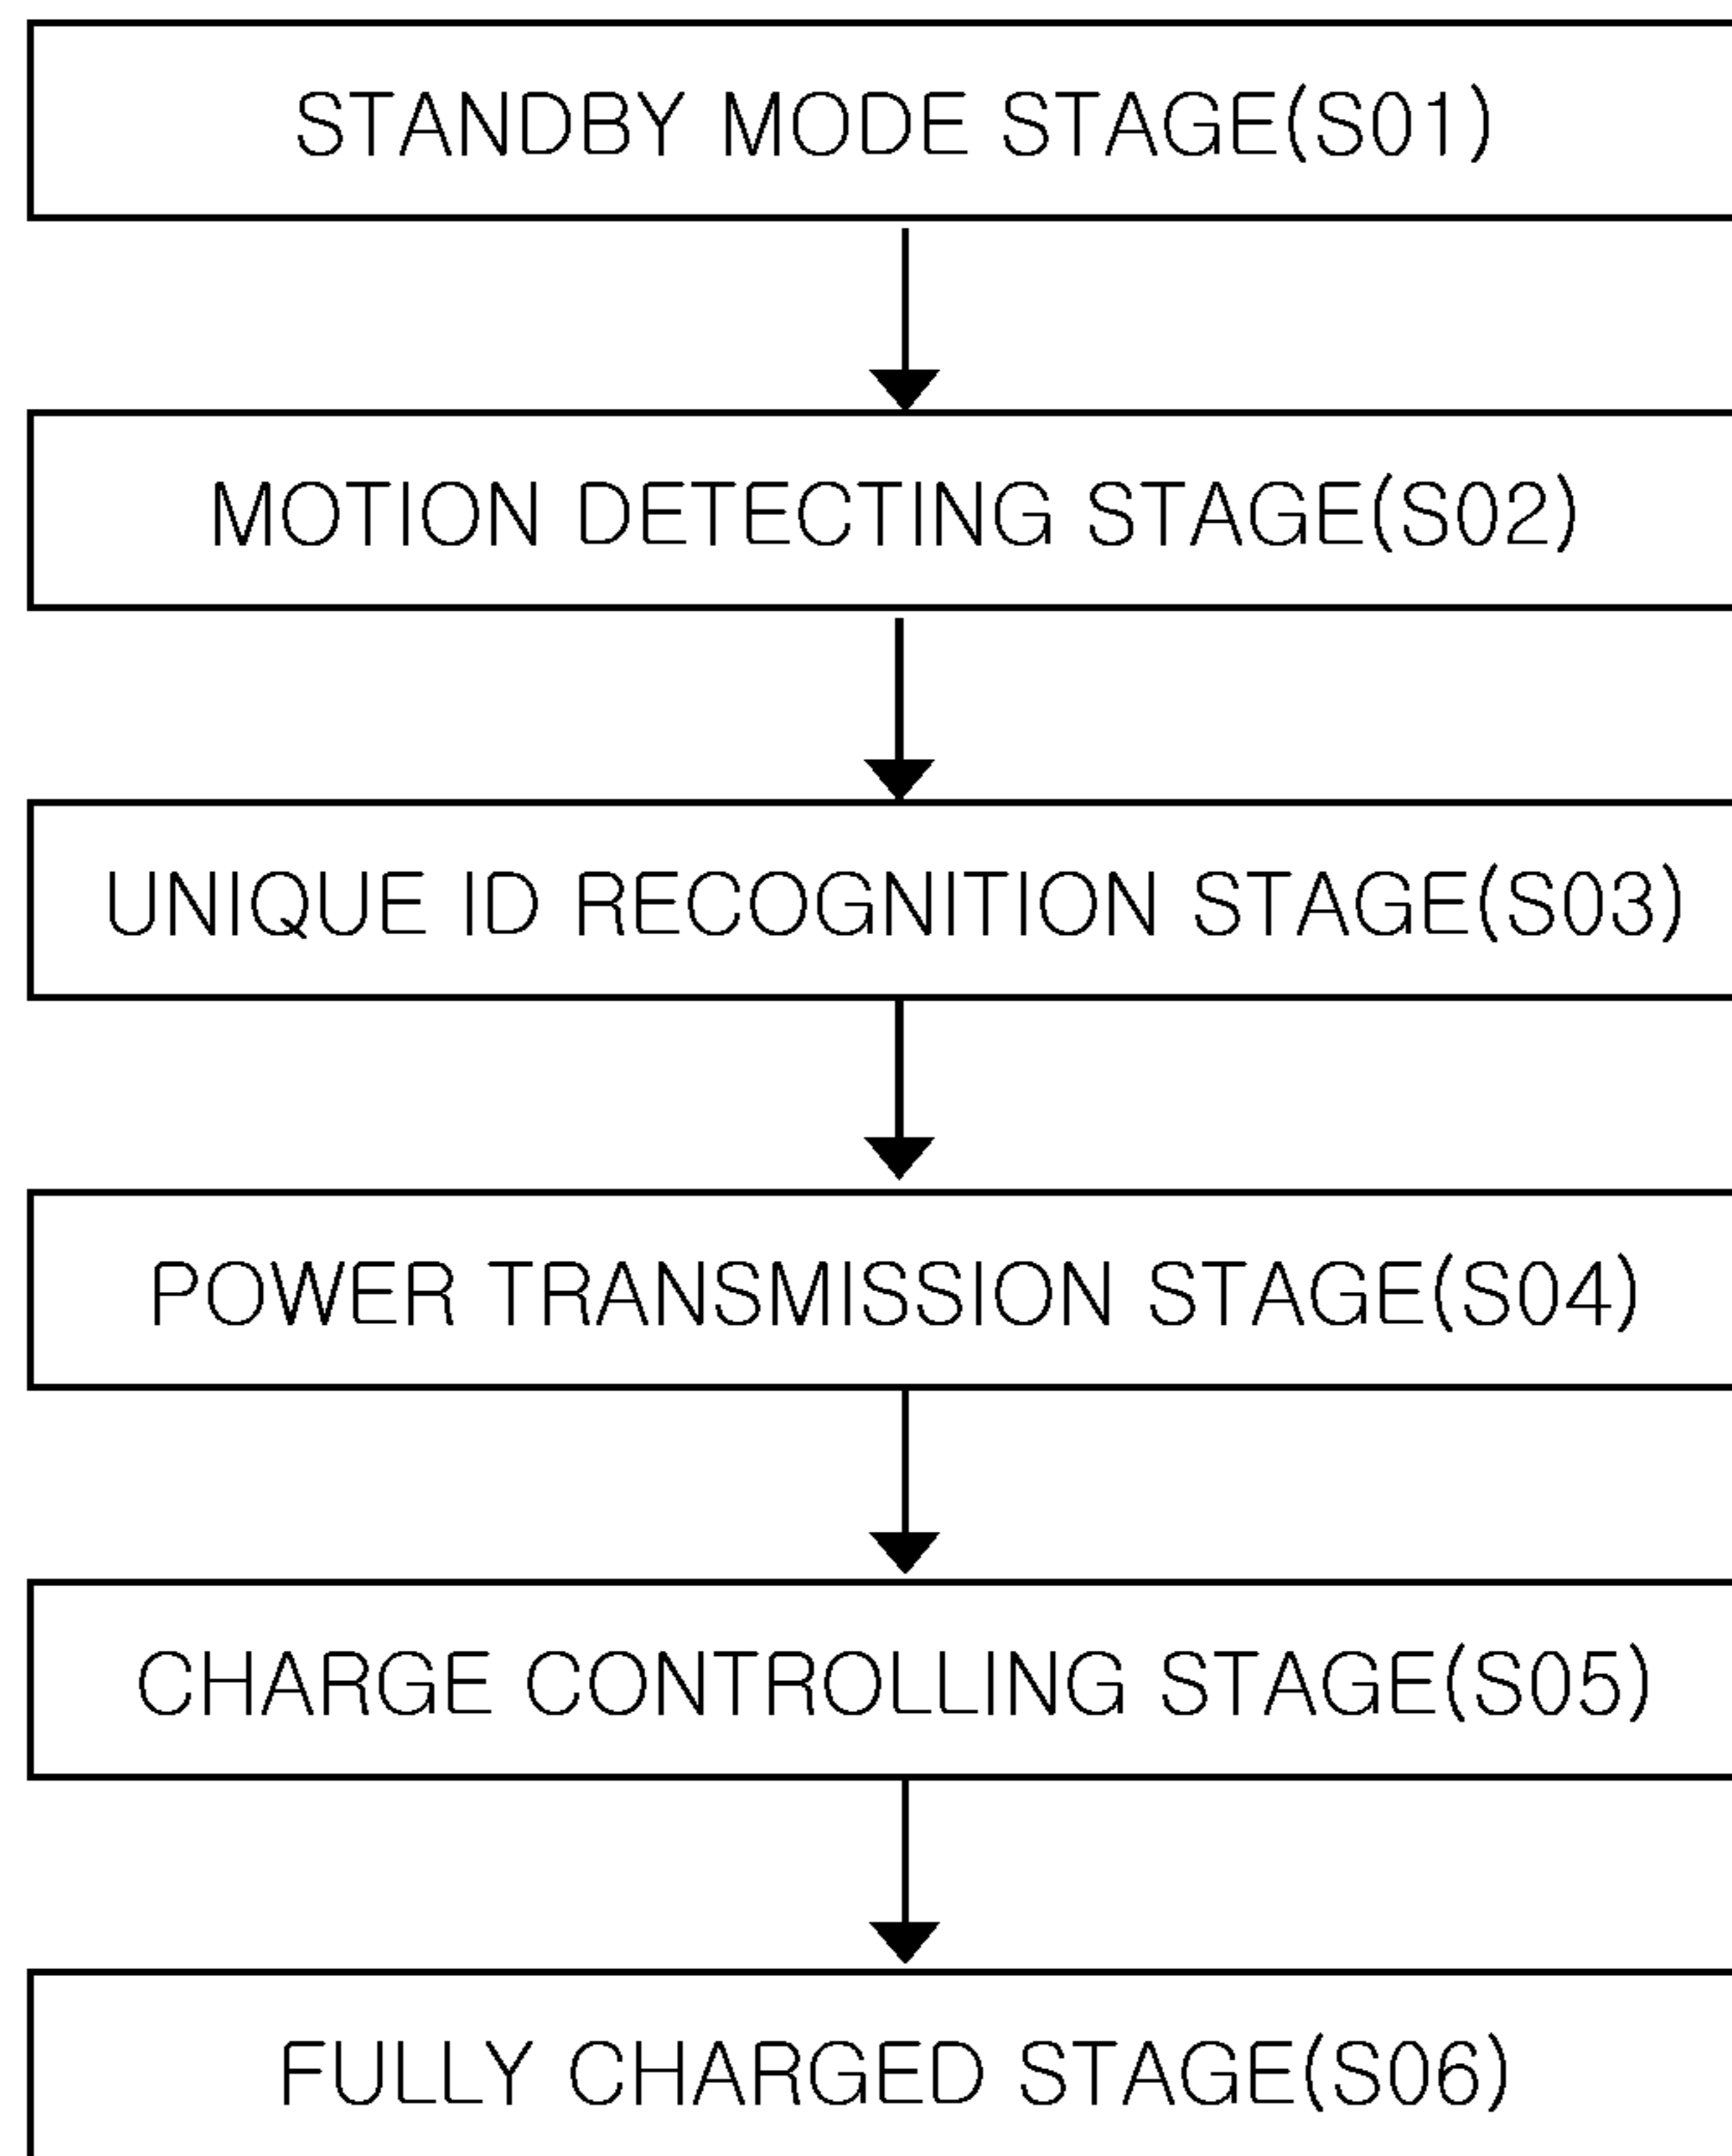 STANDBY MODE STAGE(S01)
MOTION DETECTING STAGE(S02)
UNIQUE ID RECOGNITION STAGE(S03)
POWER TRANSMISSION STAGE(S04)
CHARGE CONTROLLING STAGE(S05)
FULLY CHARGED STAGE(S06)